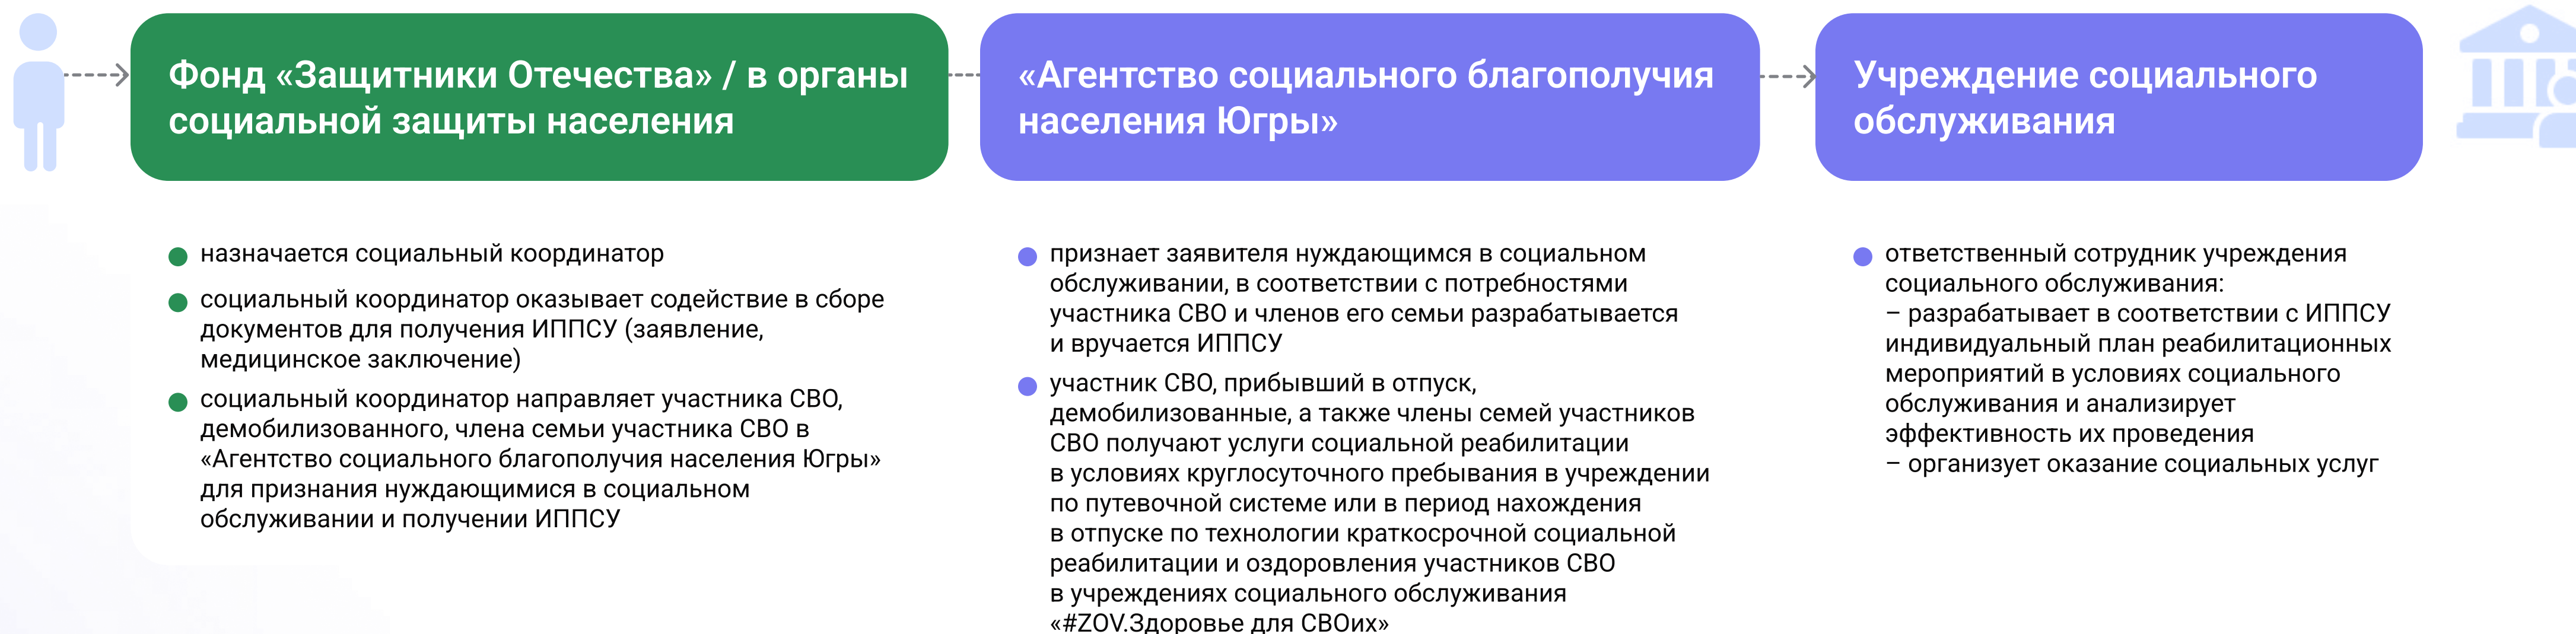 Фонд «Защитники Отечества» / в органы
социальной защиты населения
назначается социальный координатор
социальный координатор оказывает содействие в сборе
документов для получения ИППСУ (заявление,
медицинское заключение)
социальный координатор направляет участника СВО,
демобилизованного, члена семьи участника СВО в
«Агентство социального благополучия населения Югры»
для признания нуждающимися в социальном
обслуживании и получении ИППСУ
«Агентство социального благополучия
населения Югры»
признает заявителя нуждающимся в социальном
обслуживании, в соответствии с потребностями
участника СВО и членов его семьи разрабатывается
и вручается ИППСУ
участник СВО, прибывший в отпуск,
демобилизованные, а также члены семей участников
СВО получают услуги социальной реабилитации
в условиях круглосуточного пребывания в учреждении
по путевочной системе или в период нахождения
в отпуске по технологии краткосрочной социальной
реабилитации и оздоровления участников СВО
в учреждениях социального обслуживания
«#ZOV.Здоровье для СВОих»
Учреждение социального
обслуживания
ответственный сотрудник учреждения
социального обслуживания:
– разрабатывает в соответствии с ИППСУ
индивидуальный план реабилитационных
мероприятий в условиях социального
обслуживания и анализирует
эффективность их проведения
– организует оказание социальных услуг